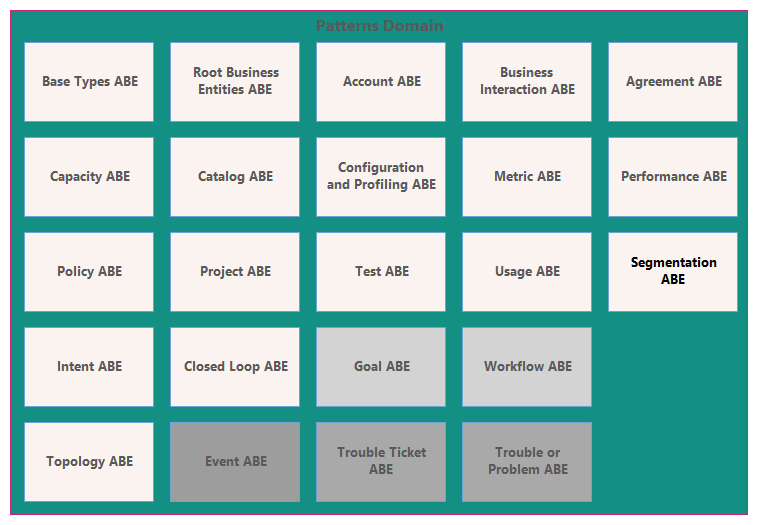 Patterns Domain
Base Types ABE
Root Business
Entities ABE
Account ABE
Business
Interaction ABE
Agreement ABE
Capacity ABE
Catalog ABE
Configuration
and Profiling ABE
Metric ABE
Performance ABE
Policy ABE
Project ABE
Test ABE
Usage ABE
Segmentation
ABE
Intent ABE
Closed Loop ABE
Goal ABE
Workflow ABE
Topology ABE
Event ABE
Trouble Ticket
ABE
Trouble or
Problem ABE